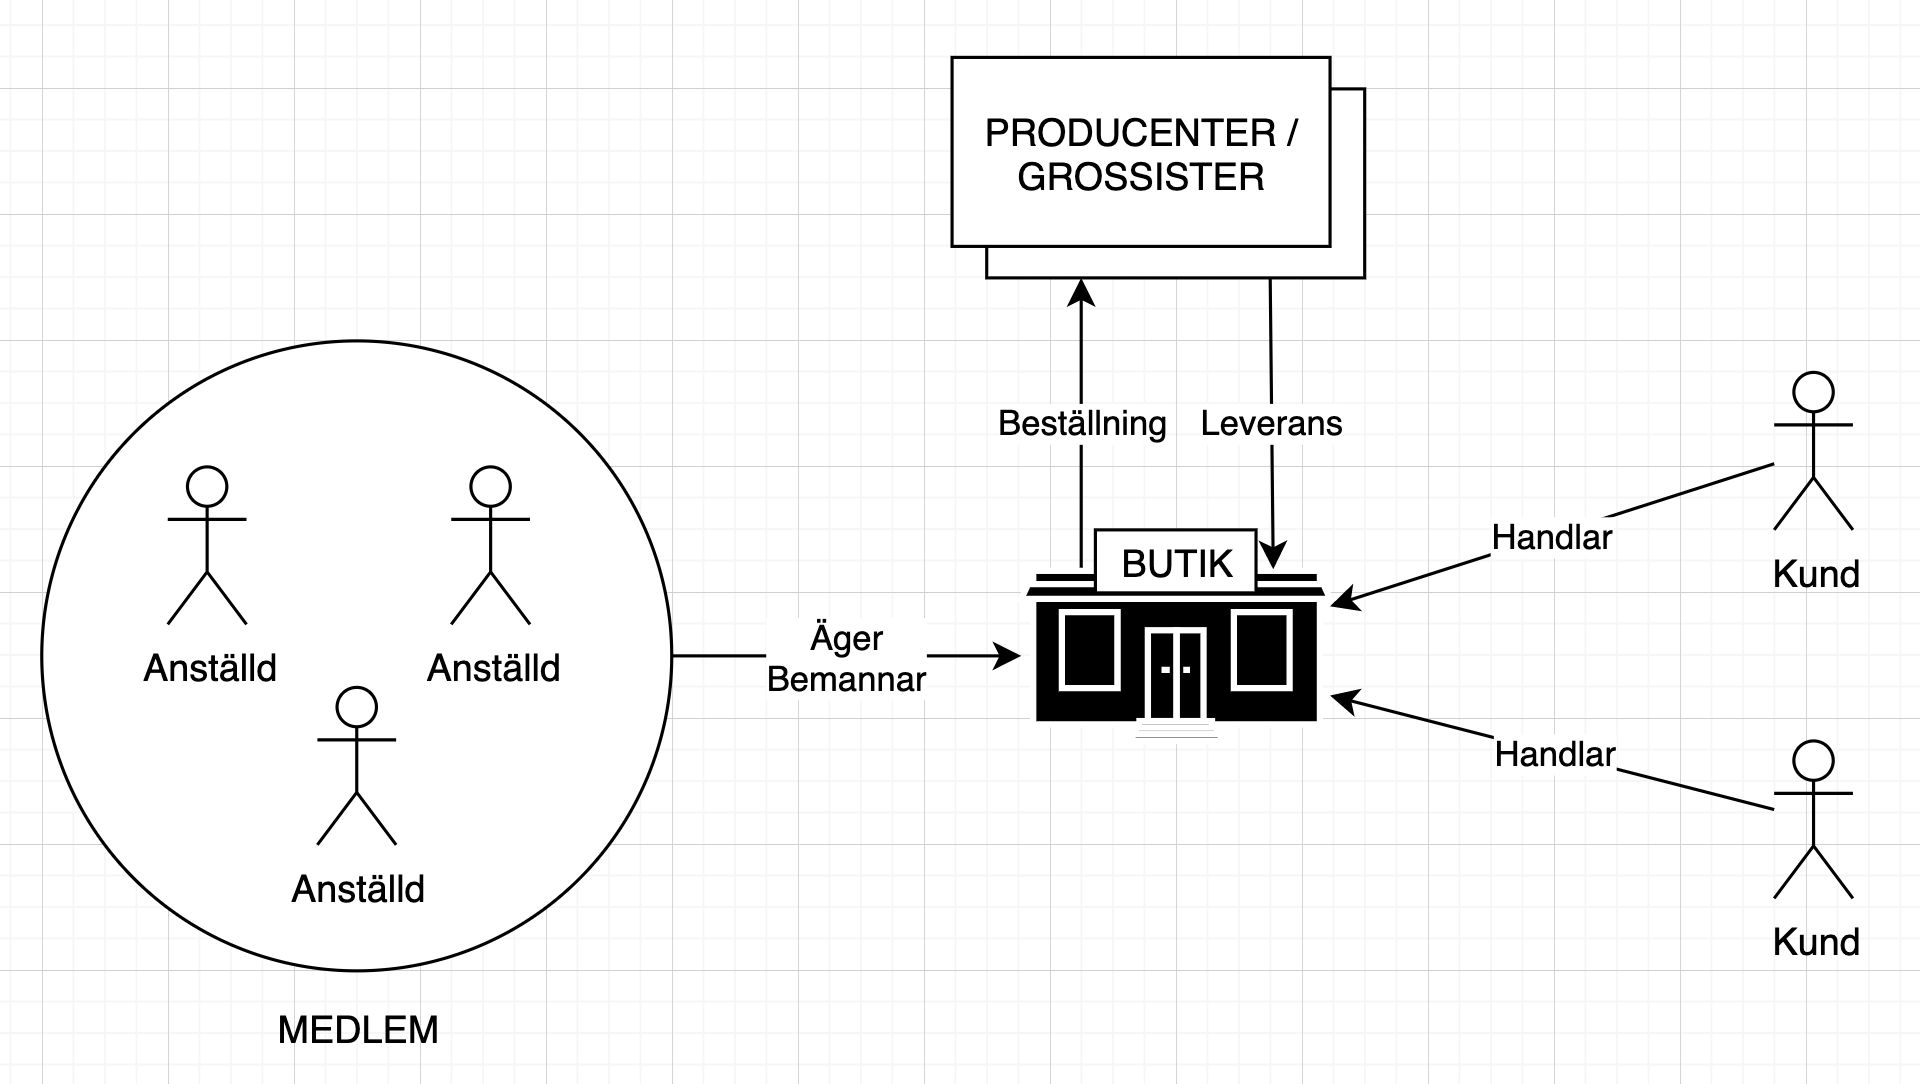 PRODUCENTER /
GROSSISTER
Beställning
Leverans
BUTIK
Äger
Bemannar
Handlar
Kund
Handlar
Kund
Anställd
Anställd
Anställd
MEDLEM